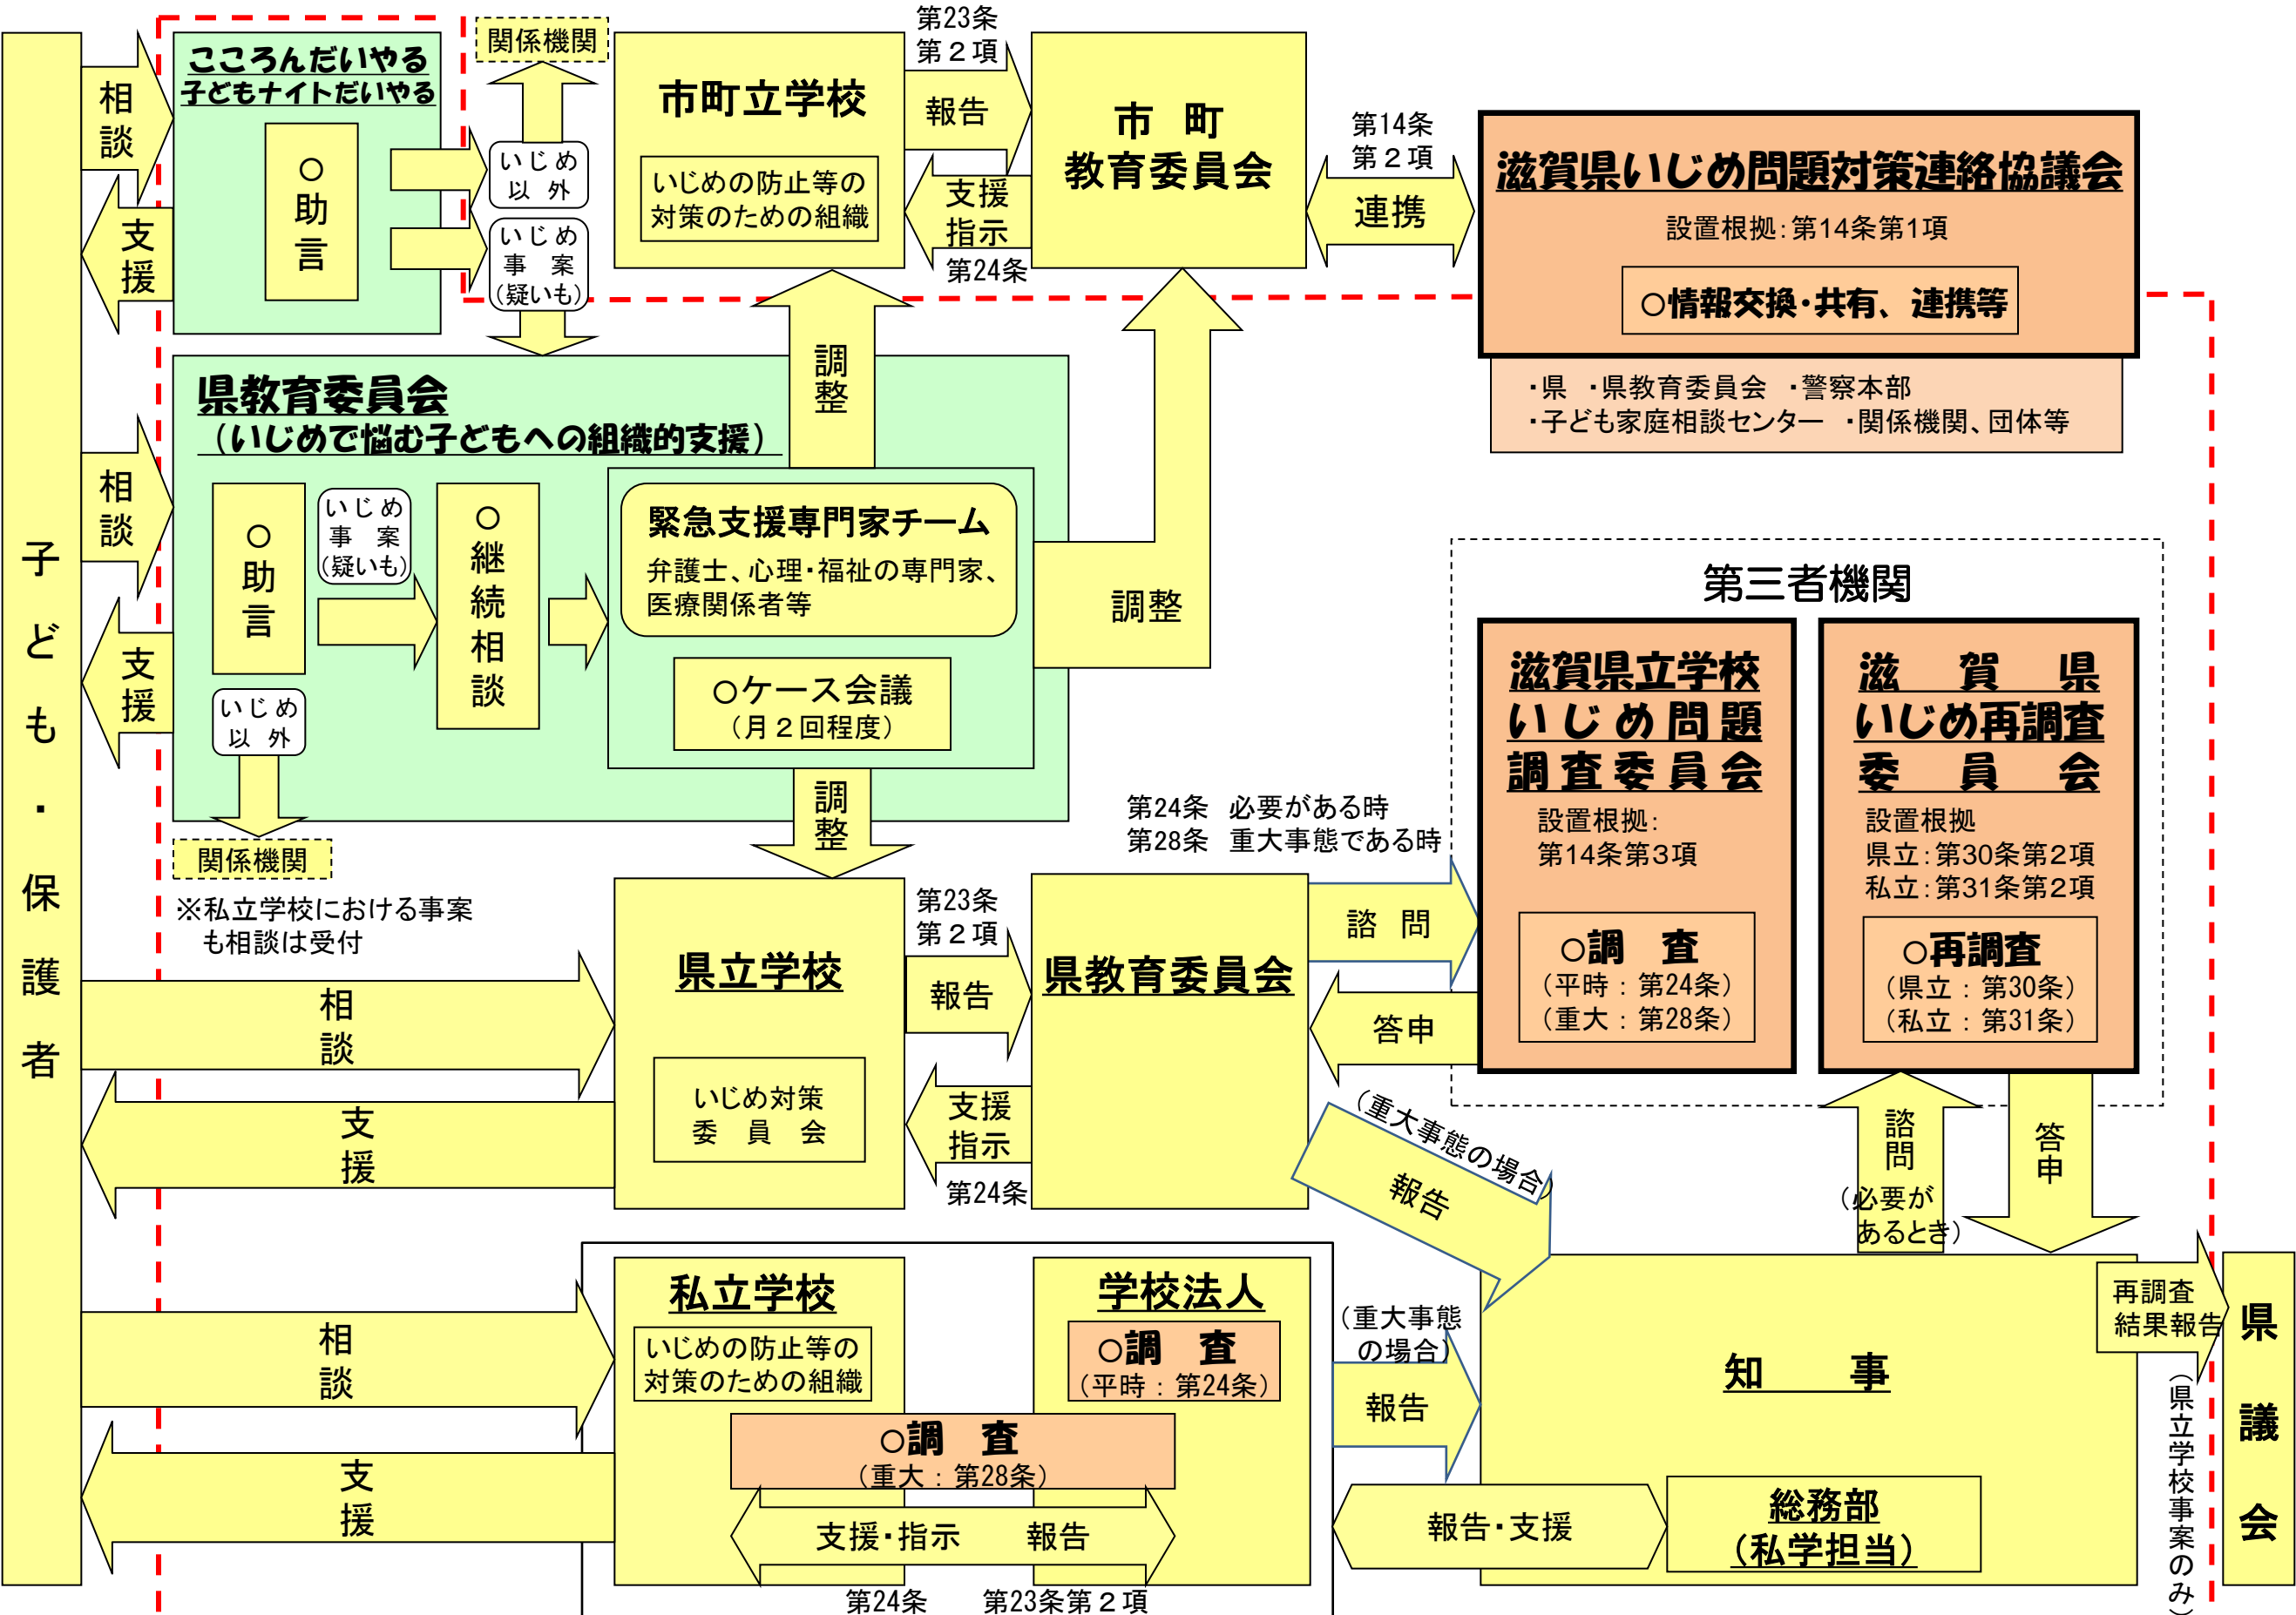 子ども・保護者
相談
支援
こころんだいやる
子どもナイトだいやる
○助言
関係機関
いじめ
以　外
いじめ
事　案
(疑いも)
市町立学校
いじめの防止等の
対策のための組織
第23条
第２項
報告
支援
指示
第24条
市　町
教育委員会
第14条
第２項
連携
滋賀県いじめ問題対策連絡協議会
設置根拠：第14条第1項
○情報交換・共有、連携等
・県　・県教育委員会　・警察本部
・子ども家庭相談センター　・関係機関、団体等
相談
支援
県教育委員会
（いじめで悩む子どもへの組織的支援）
○助言
いじめ
事　案
(疑いも)
○継続相談
いじめ
以　外
関係機関
緊急支援専門家チーム
弁護士、心理・福祉の専門家、
医療関係者等
○ケース会議
（月２回程度）
調整
調整
調整
※私立学校における事案
も相談は受付
第三者機関
滋賀県立学校
いじめ問題
調査委員会
設置根拠：
第14条第3項
○調　査
（平時：第24条）
（重大：第28条）
滋賀県
いじめ再調査
委員会
設置根拠
県立：第30条第２項
私立：第31条第２項
○再調査
（県立：第30条）
（私立：第31条）
第24条　必要がある時
第28条　重大事態である時
諮　問
答申
相談
支援
県立学校
いじめ対策
委　員　会
第23条
第２項
報告
支援
指示
第24条
県教育委員会
（重大事態の場合）
報告
諮問
（必要が
あるとき）
答申
相談
支援
私立学校
いじめの防止等の
対策のための組織
学校法人
○調　査
（平時：第24条）
○調　査
（重大：第28条）
支援・指示　　報告
第24条　　第23条第２項
（重大事態
の場合）
報告
報告・支援
知　事
総務部
（私学担当）
再調査
結果報告
（県立学校事案のみ）
県議会